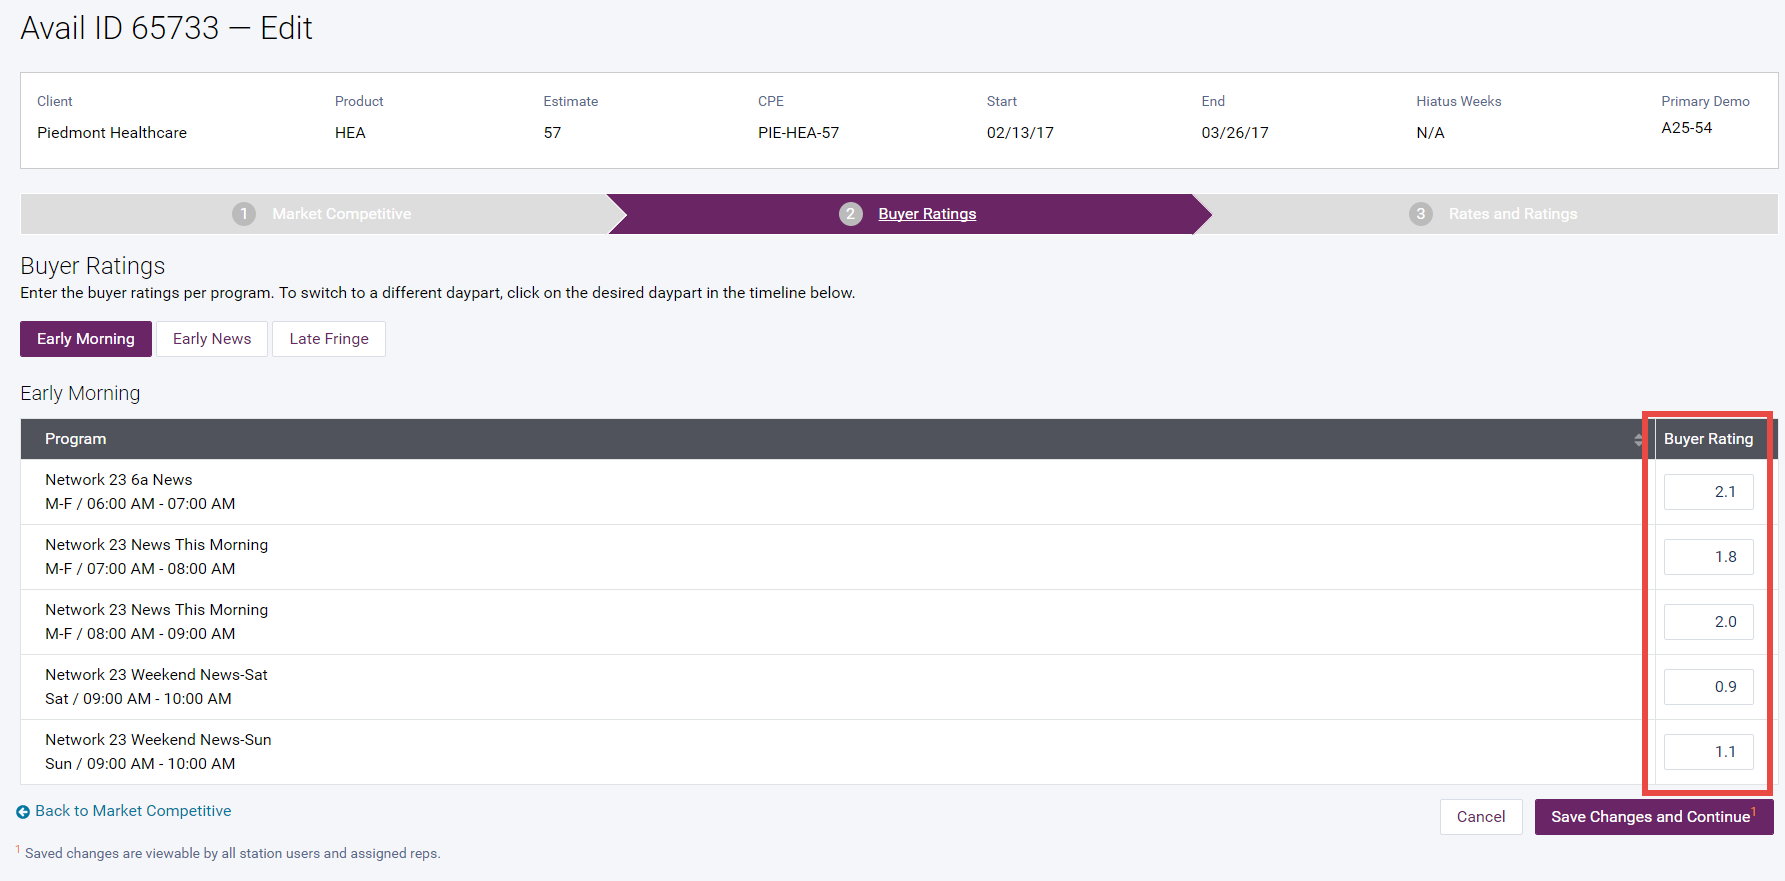 Avail ID 65733 — Edit
Client Product Estimate CPE Start End Hiatus Weeks Primary Demo
Piedmont Healthcare HEA 57 PIE-HEA-57 02/13/17 03/26/17 N/A A25-54
1 Market Competitive 2 Buyer Ratings 3 Rates and Ratings
Buyer Ratings
Enter the buyer ratings per program. To switch to a different daypart, click on the desired daypart in the timeline below.
Early Morning Early News Late Fringe
Early Morning
Program Buyer Rating
Network 23 6a News
M-F / 06:00 AM - 07:00 AM
2.1
Network 23 News This Morning
M-F / 07:00 AM - 08:00 AM
1.8
Network 23 News This Morning
M-F / 08:00 AM - 09:00 AM
2.0
Network 23 Weekend News-Sat
Sat / 09:00 AM - 10:00 AM
0.9
Network 23 Weekend News-Sun
Sun / 09:00 AM - 10:00 AM
1.1
Back to Market Competitive
Cancel Save Changes and Continue1
1 Saved changes are viewable by all station users and assigned reps.